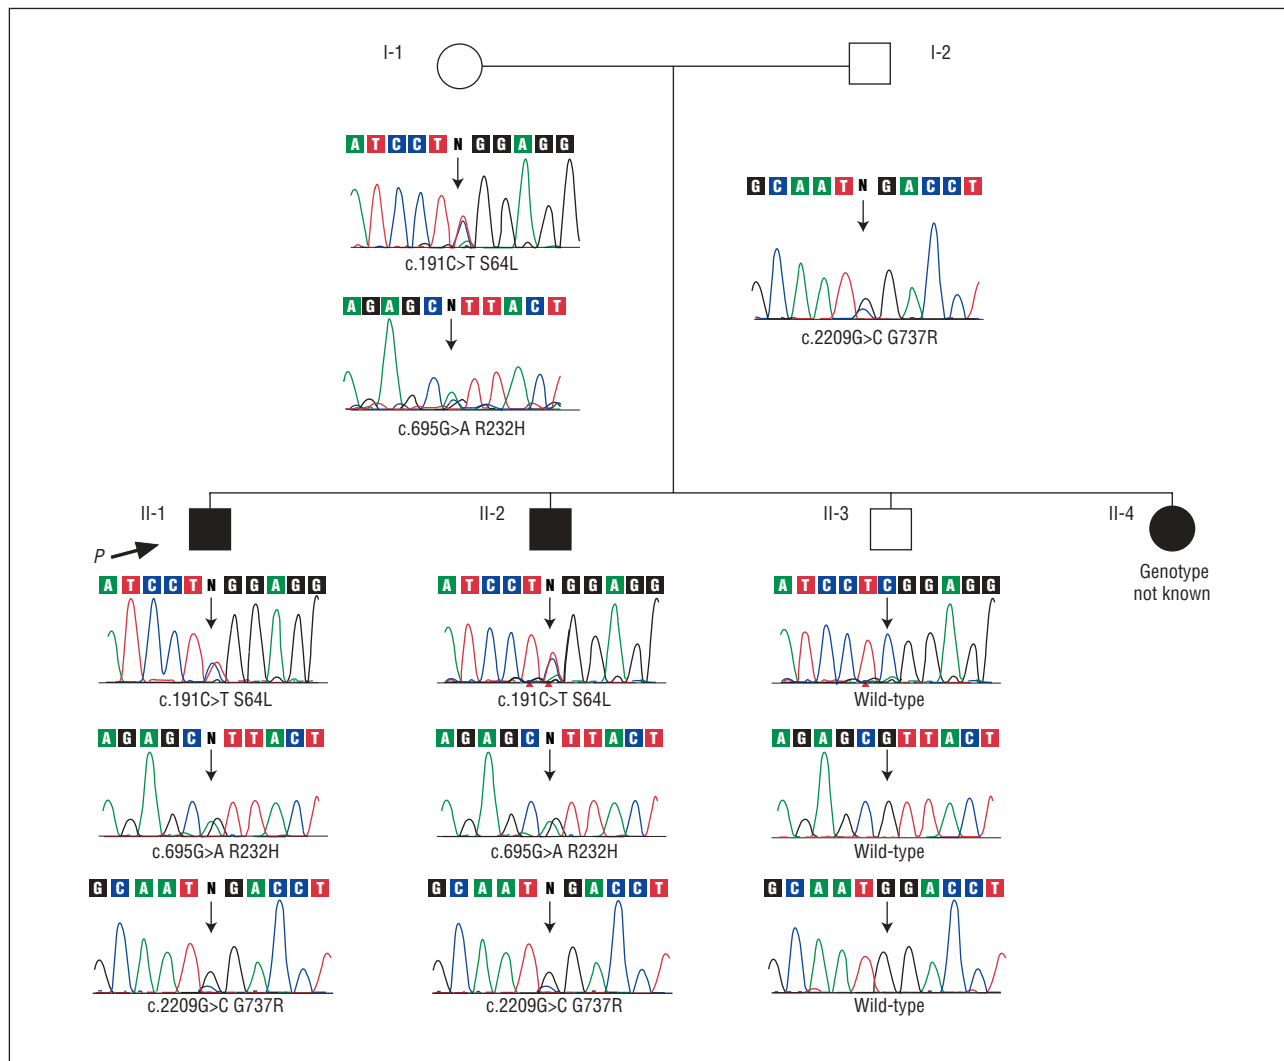 I-1
I-2
A T C C T N G G A G G
c.191C>T S64L
G C A A T N G A C C T
c.2209G>C G737R
A G A G C N T T A C T
c.695G>A R232H
II-1
II-2
II-3
II-4
P
Genotype
not known
A T C C T N G G A G G
A T C C T N G G A G G
A T C C T C G G A G G
c.191C>T S64L
c.191C>T S64L
Wild-type
A G A G C N T T A C T
A G A G C N T T A C T
A G A G C G T T A C T
c.695G>A R232H
c.695G>A R232H
Wild-type
G C A A T N G A C C T
G C A A T N G A C C T
G C A A T G G A C C T
c.2209G>C G737R
c.2209G>C G737R
Wild-type